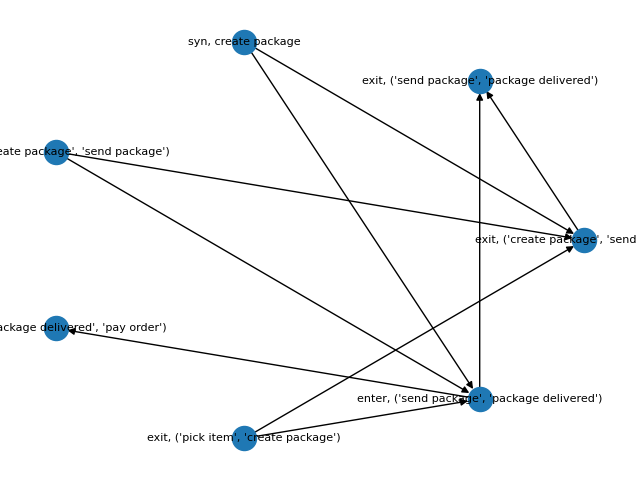 syn, create package
exit, ('send package', 'package delivered')
eate package', 'send package')
exit, ('create package', 'send
ackage delivered', 'pay order')
enter, ('send package', 'package delivered')
exit, ('pick item', 'create package')